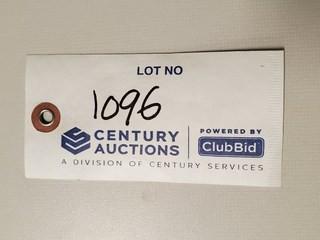 LOT NO
1096
CENTURY AUCTIONS
POWERED BY
ClubBid
A DIVISION OF CENTURY SERVICES